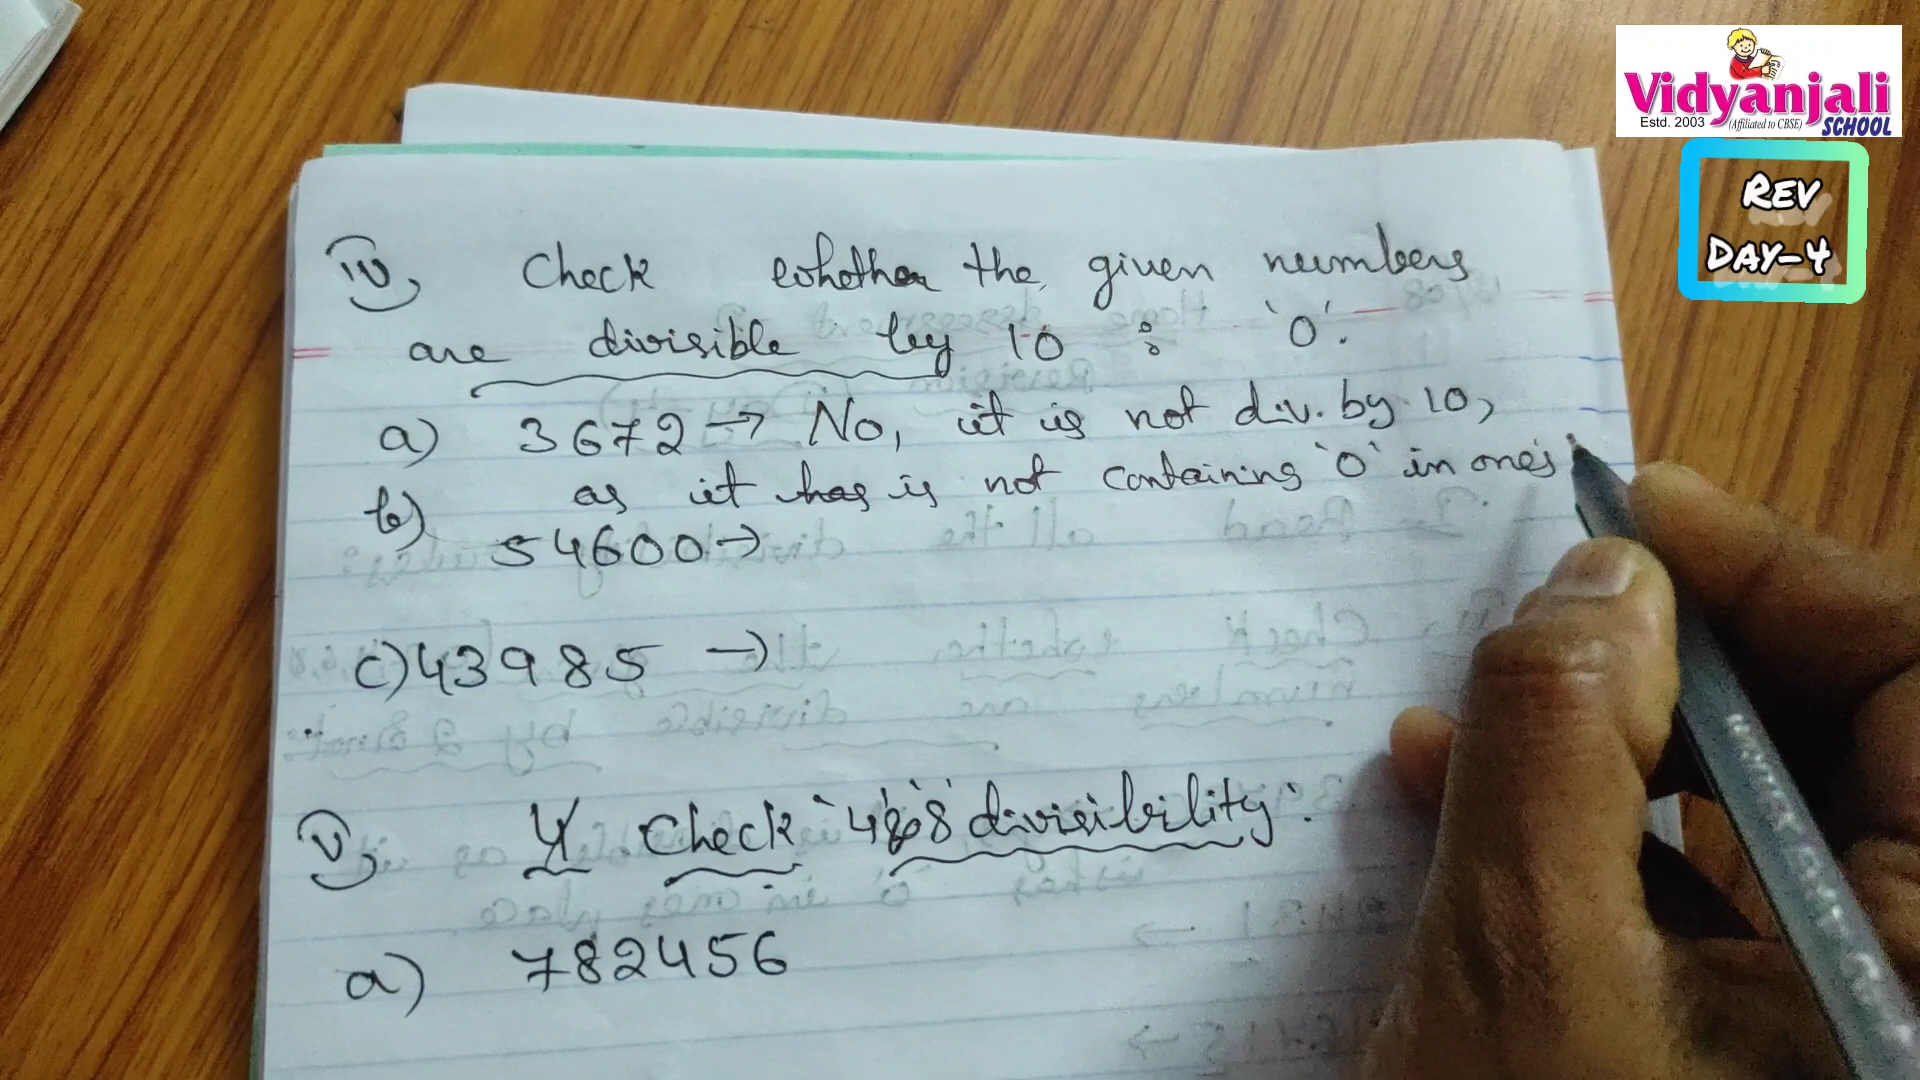 Vidyanjali
Estd. 2003 (Affiliated to CBSE) SCHOOL
REV
DAY-4
iv) Check whether the given numbers
are divisible by 10 : '0'.
a) 3672 → No, it is not div. by 10,
as it has is not containing '0' in one's
b) 54600 →
c) 43985 →
v) 4 Check '4'&'8' divisibility:
a) 782456